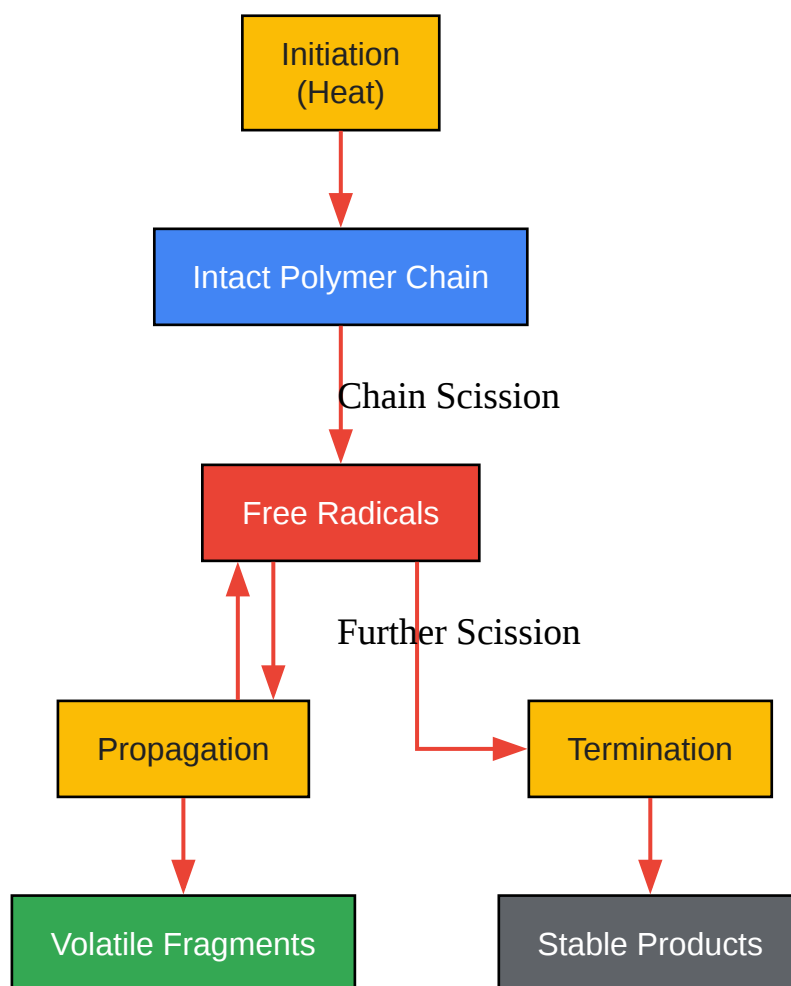 Initiation
(Heat)
Intact Polymer Chain
Chain Scission
Free Radicals
Further Scission
Propagation
Termination
Volatile Fragments
Stable Products